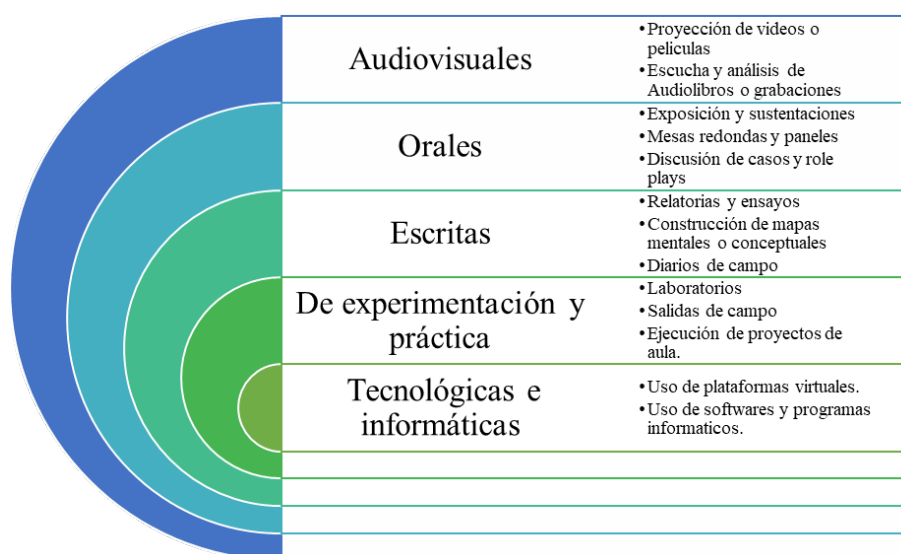 Audiovisuales
•Proyección de videos o
peliculas
•Escucha y análisis de
Audiolibros o grabaciones
Orales
•Exposición y sustentaciones
•Mesas redondas y paneles
•Discusión de casos y role
plays
Escritas
•Relatorias y ensayos
•Construcción de mapas
mentales o conceptuales
•Diarios de campo
De experimentación y
práctica
•Laboratorios
•Salidas de campo
•Ejecución de proyectos de
aula.
Tecnológicas e
informáticas
•Uso de plataformas virtuales.
•Uso de softwares y programas
informaticos.